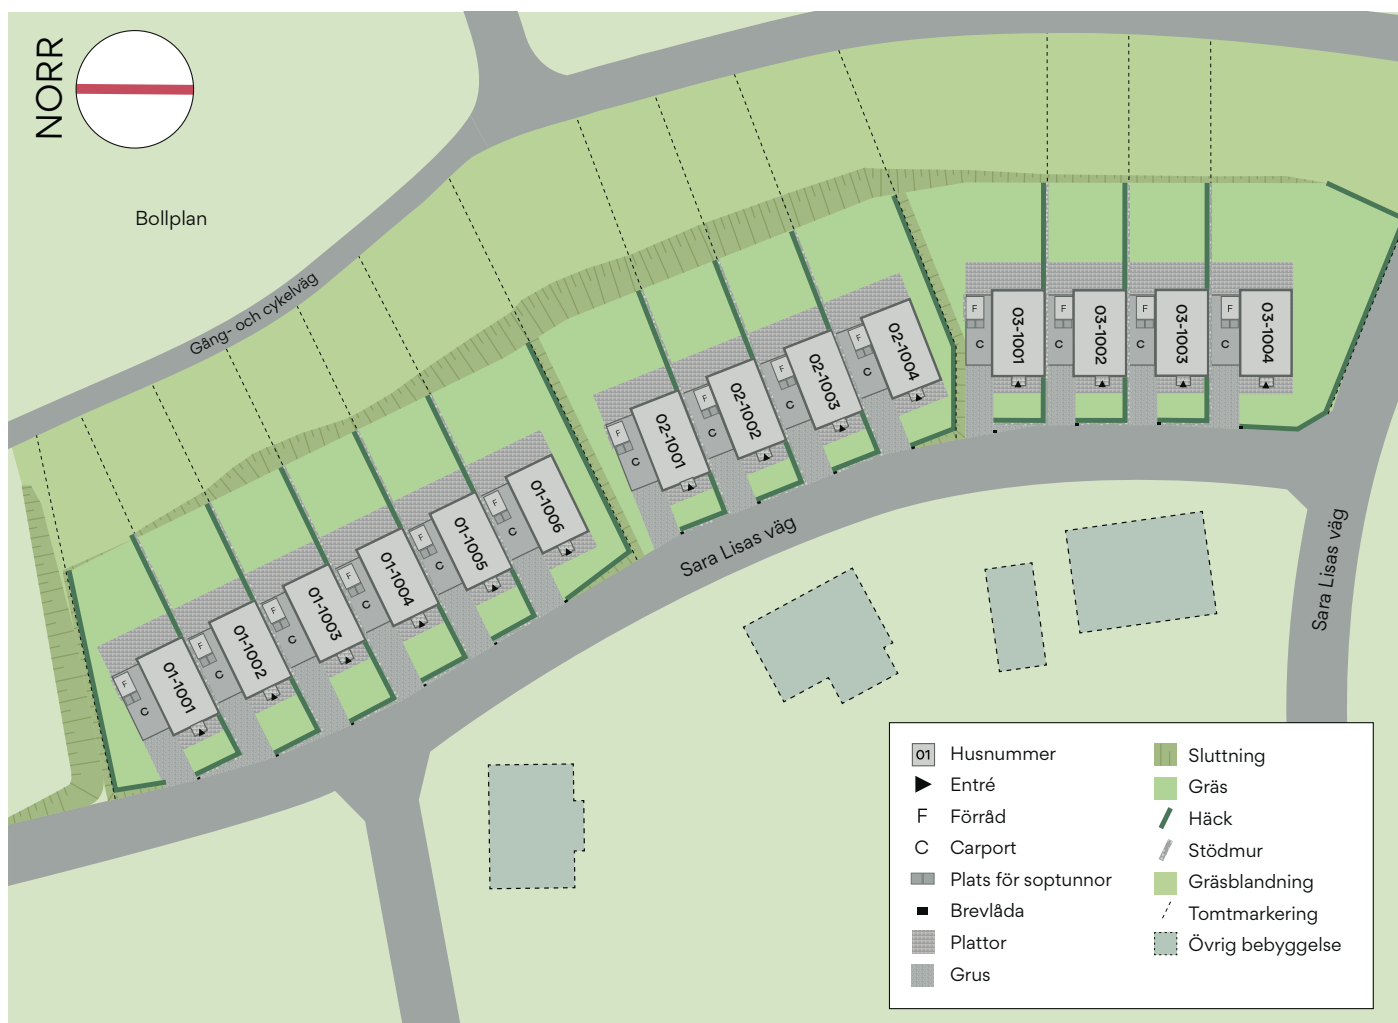 NORR
Bollplan
Gång- och cykelväg
F
C
01-1001
F
C
01-1002
F
C
01-1003
F
C
01-1004
F
C
01-1005
F
C
01-1006
F
C
02-1001
F
C
02-1002
F
C
02-1003
F
C
02-1004
F
C
03-1001
F
C
03-1002
F
C
03-1003
F
C
03-1004
Sara Lisas väg
Sara Lisas väg
01 Husnummer
Entré
F Förråd
C Carport
Plats för soptunnor
Brevlåda
Plattor
Grus
Sluttning
Gräs
Häck
Stödmur
Gräsblandning
Tomtmarkering
Övrig bebyggelse